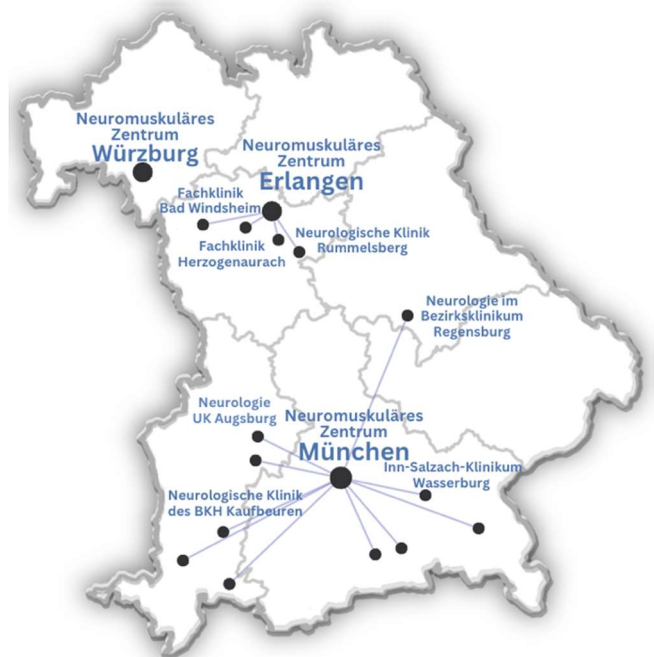 Neuromuskuläres
Zentrum
Würzburg
Neuromuskuläres
Zentrum
Erlangen
Fachklinik
Bad Windsheim
Fachklinik
Herzogenaurach
Neurologische Klinik
Rummelsberg
Neurologie im
Bezirksklinikum
Regensburg
Neurologie
UK Augsburg
Neuromuskuläres
Zentrum
München
Inn-Salzach-Klinikum
Wasserburg
Neurologische Klinik
des BKH Kaufbeuren